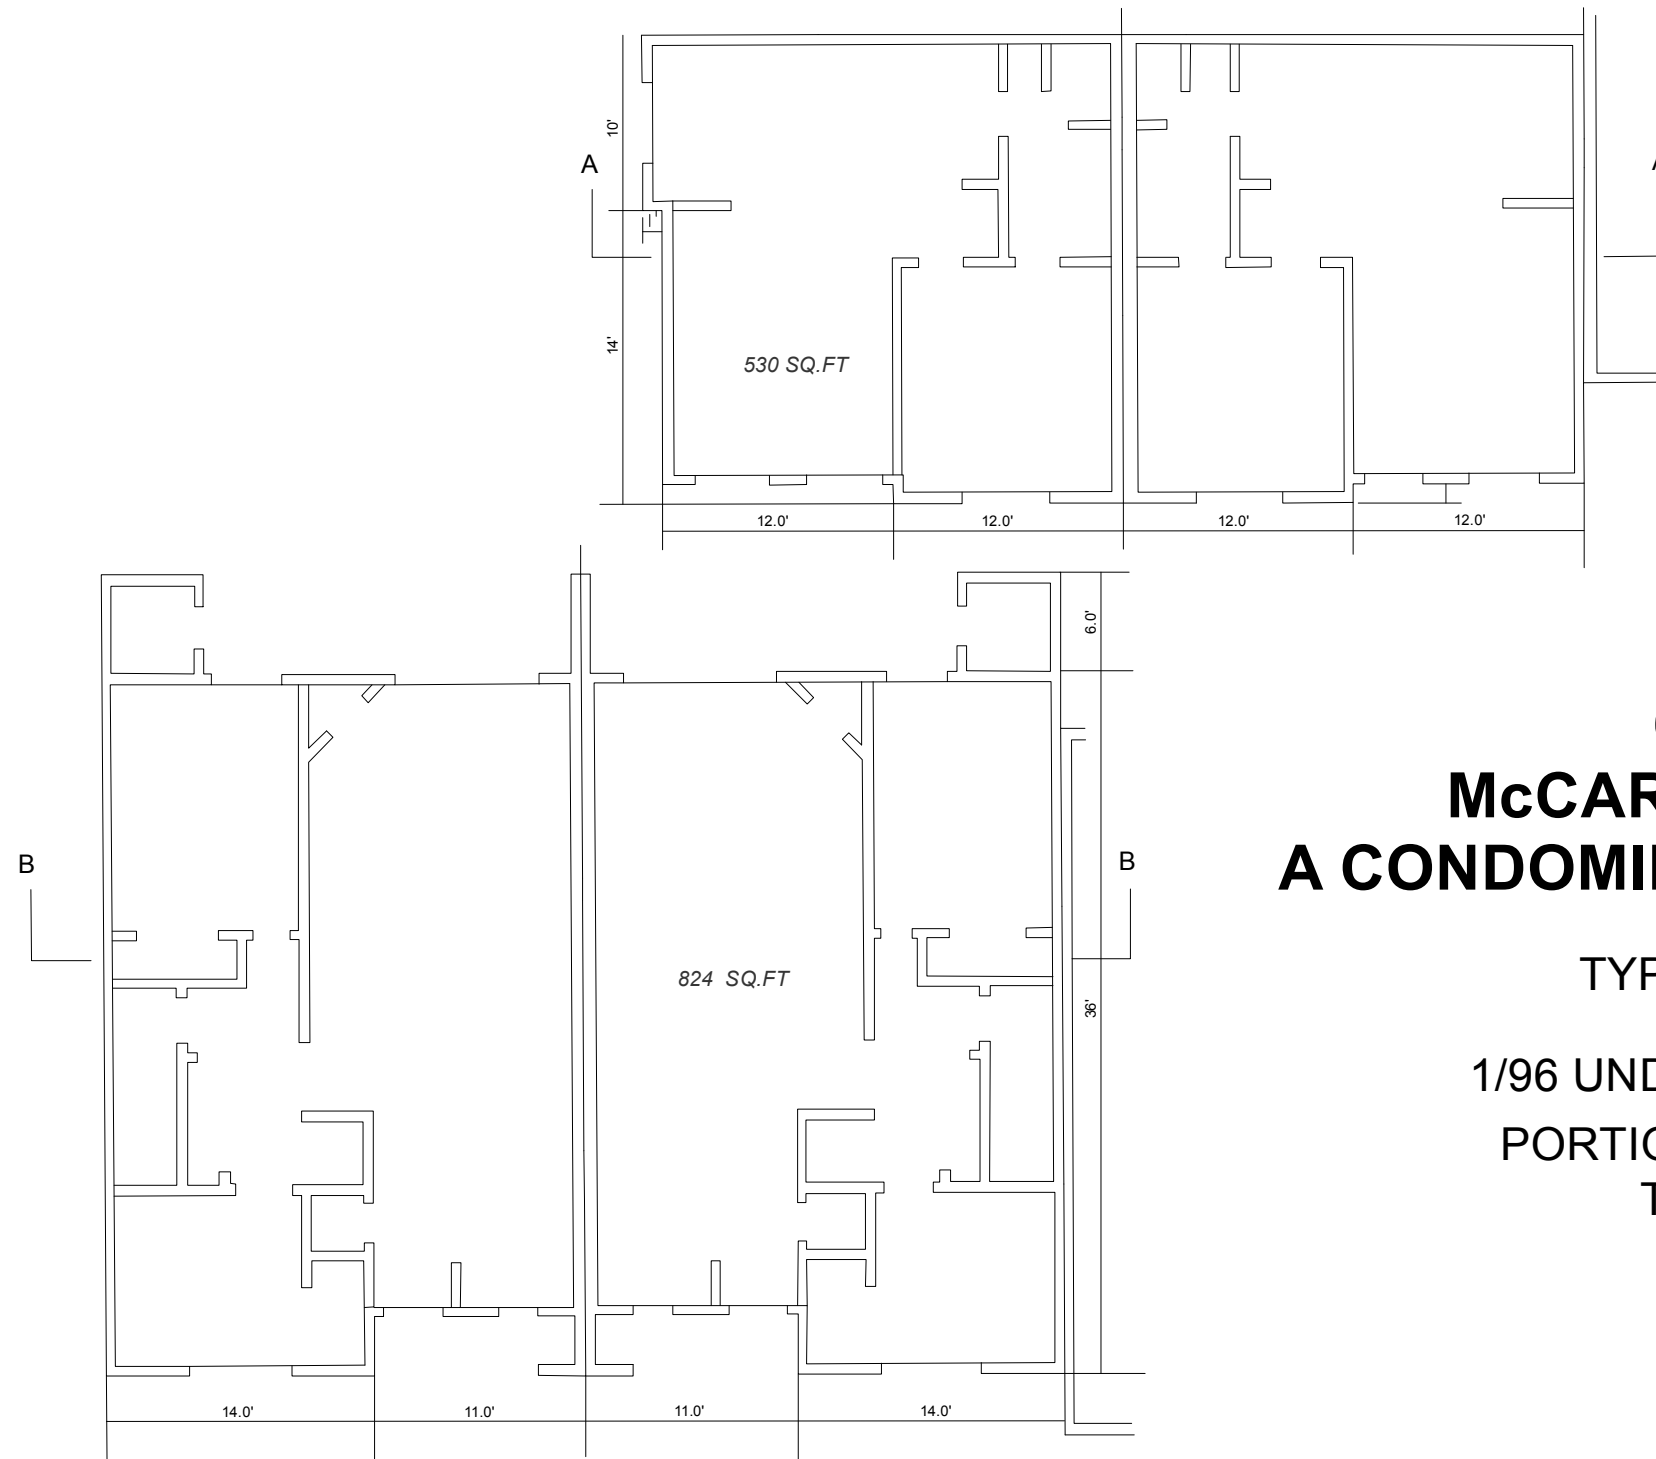 10'
A
14'
530 SQ.FT
12.0'
12.0'
12.0'
12.0'
6.0'
McCAR
A CONDOMI
B
B
824 SQ.FT
TYP
36'
1/96 UND
PORTIO
T
14.0'
11.0'
11.0'
14.0'